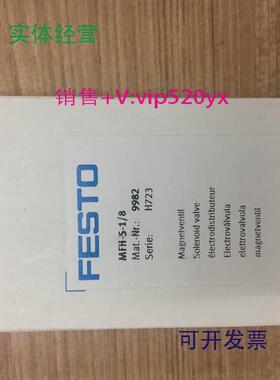 实体经营
销售+V:vip520yx
FESTO
MFH-5-1/8
Mat.-Nr.: 9982
Serie: H723
Magnetventil
Solenoid valve
électrodistributeur
Electroválvula
elettrovalvola
magnetventil
可开发票